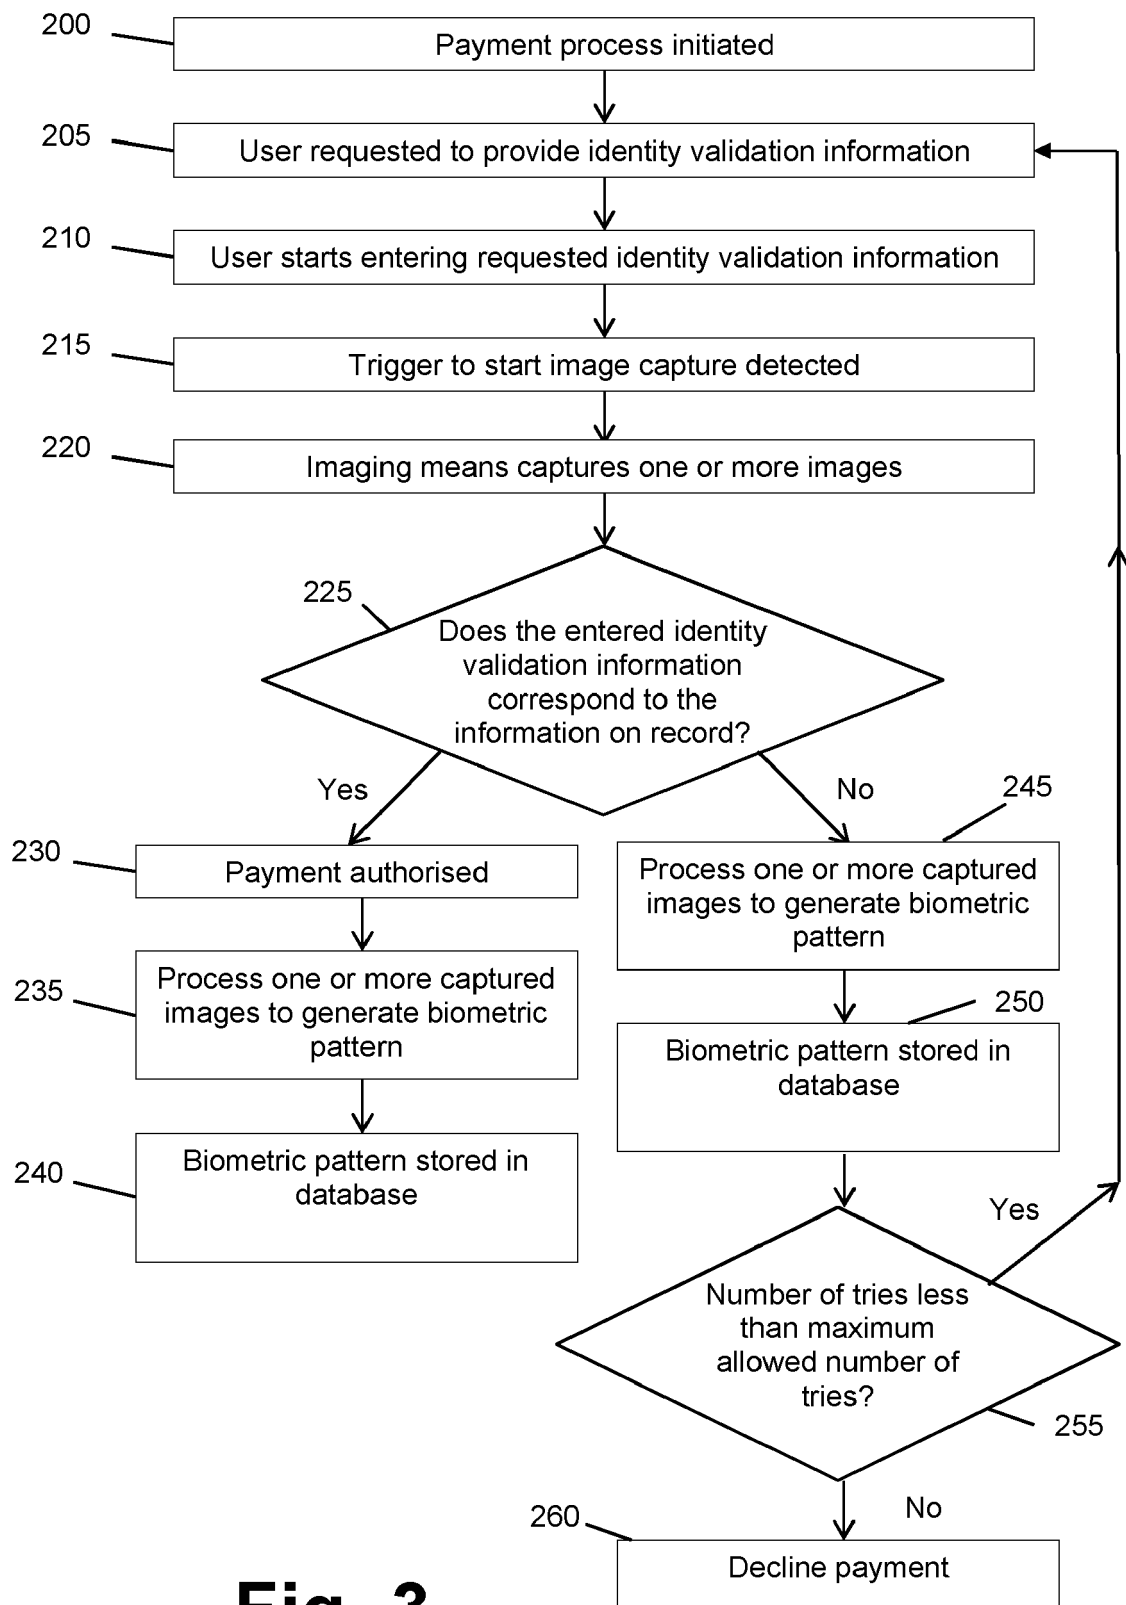 200
Payment process initiated
205
User requested to provide identity validation information
210
User starts entering requested identity validation information
215
Trigger to start image capture detected
220
Imaging means captures one or more images
225
Does the entered identity
validation information
correspond to the
information on record?
Yes
No
245
230
Payment authorised
Process one or more captured
images to generate biometric
pattern
235
Process one or more captured
images to generate biometric
pattern
250
Biometric pattern stored in
database
240
Biometric pattern stored in
database
Yes
Number of tries less
than maximum
allowed number of
tries?
255
No
260
Decline payment
Fig. 3